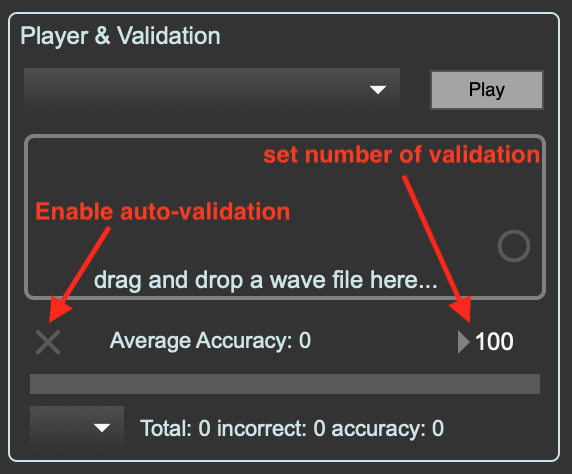 Player & Validation
Play
set number of validation
Enable auto-validation
drag and drop a wave file here...
Average Accuracy: 0
100
Total: 0 incorrect: 0 accuracy: 0